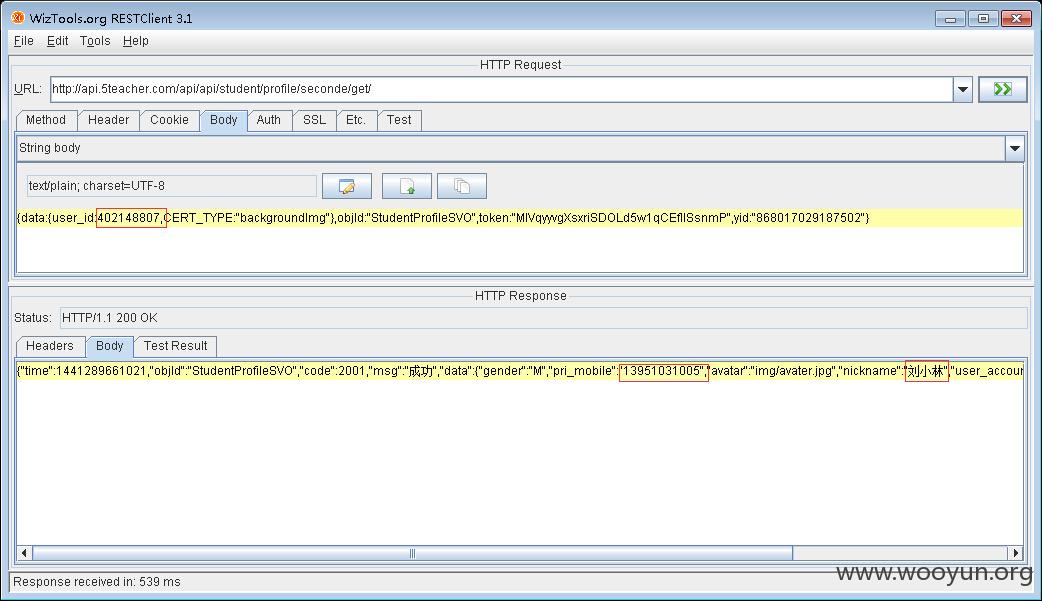 WizTools.org RESTClient 3.1
File Edit Tools Help
HTTP Request
URL: http://api.5teacher.com/api/api/student/profile/seconde/get/
Method Header Cookie Body Auth SSL Etc. Test
String body
text/plain; charset=UTF-8
{data:{user_id:402148807,CERT_TYPE:"backgroundImg"},objId:"StudentProfileSVO",token:"MlVqyyvgXsxriSDOLd5w1qCEfIlSsnmP",yid:"868017029187502"}
HTTP Response
Status: HTTP/1.1 200 OK
Headers Body Test Result
{"time":1441289661021,"objId":"StudentProfileSVO","code":2001,"msg":"成功","data":{"gender":"M","pri_mobile":"13951031005","avatar":"img/avater.jpg","nickname":"刘小林","user_accour
Response received in: 539 ms
www.wooyun.org